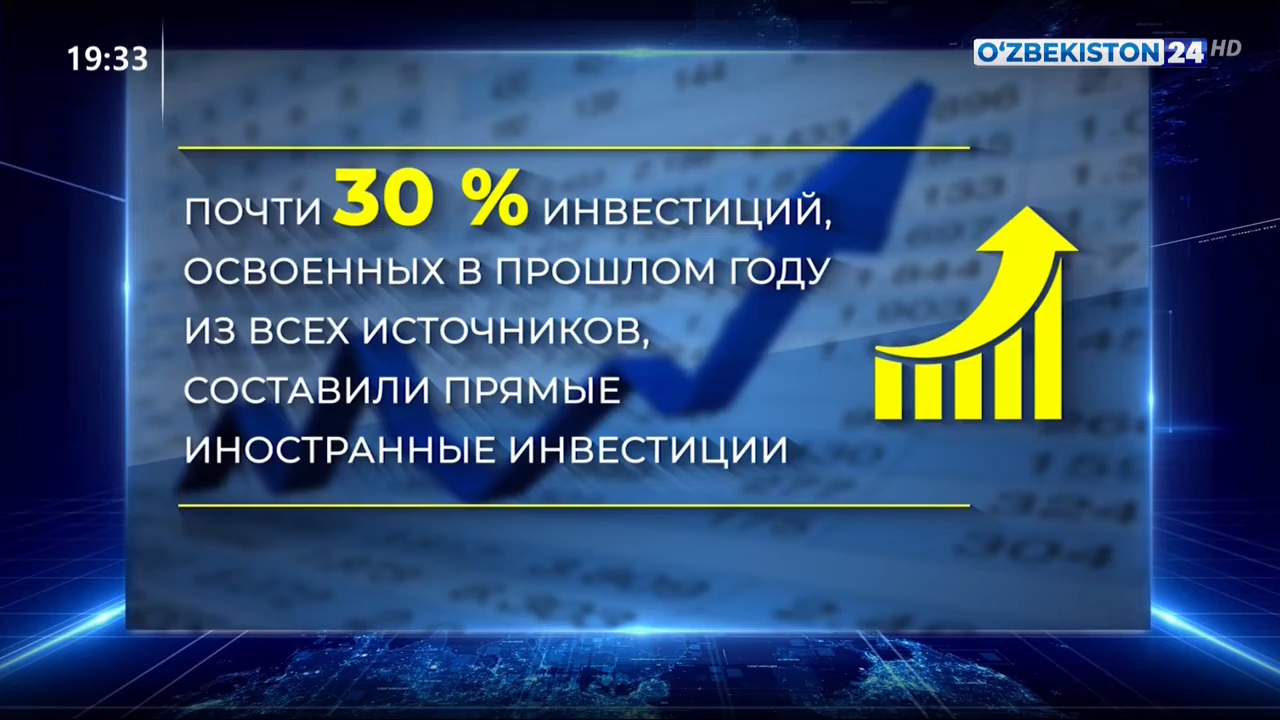 19:33
O‘ZBEKISTON 24 HD
ПОЧТИ 30 % ИНВЕСТИЦИЙ,
ОСВОЕННЫХ В ПРОШЛОМ ГОДУ
ИЗ ВСЕХ ИСТОЧНИКОВ,
СОСТАВИЛИ ПРЯМЫЕ
ИНОСТРАННЫЕ ИНВЕСТИЦИИ